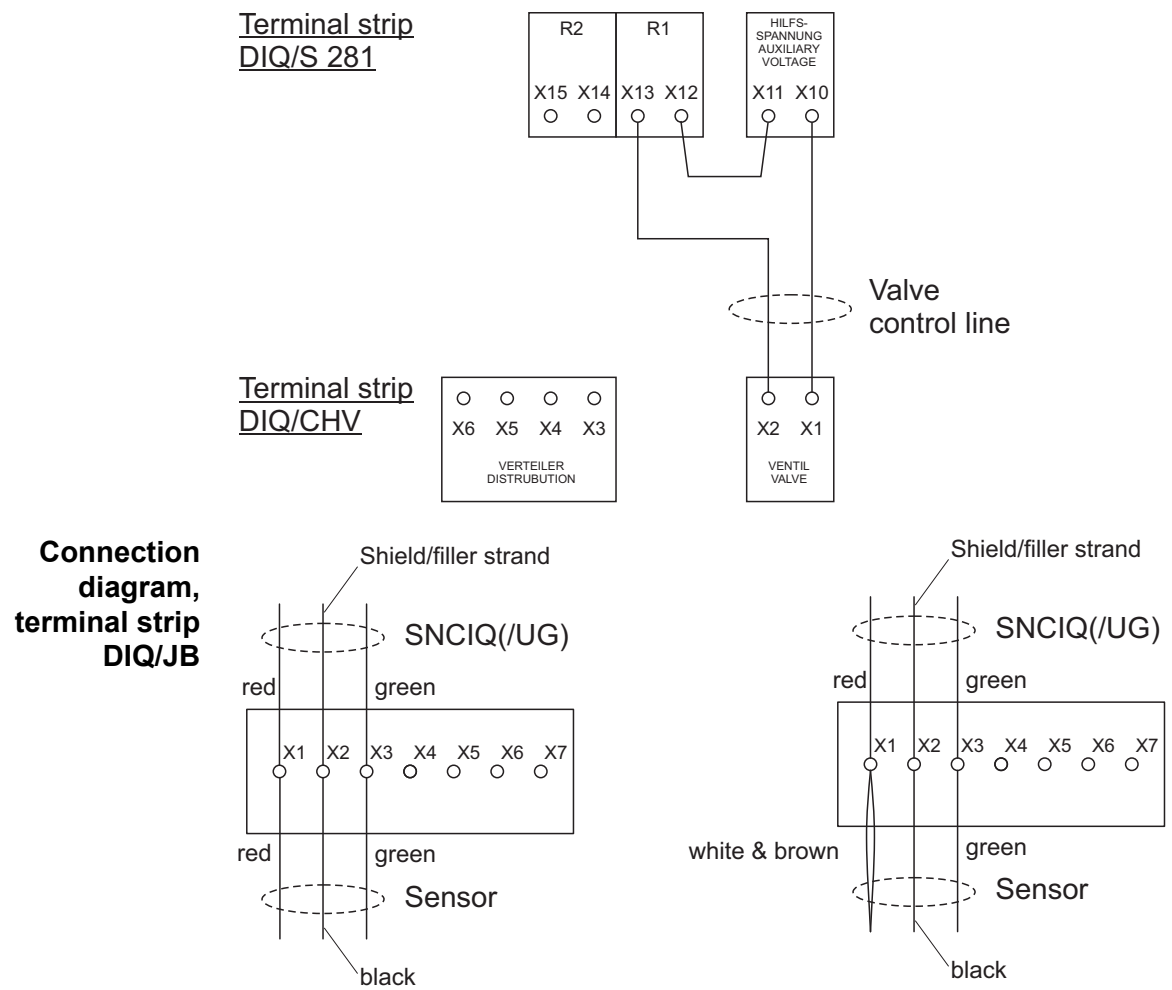 Terminal strip
DIQ/S 281
R2
R1
HILFS-
SPANNUNG
AUXILIARY
VOLTAGE
X15 X14 X13 X12 X11 X10
Valve
control line
Terminal strip
DIQ/CHV
X6 X5 X4 X3
VERTEILER
DISTRUBUTION
X2 X1
VENTIL
VALVE
Connection
diagram,
terminal strip
DIQ/JB
Shield/filler strand
SNCIQ(/UG)
red
green
X1 X2 X3 X4 X5 X6 X7
red
green
Sensor
black
Shield/filler strand
SNCIQ(/UG)
red
green
X1 X2 X3 X4 X5 X6 X7
white & brown
green
Sensor
black